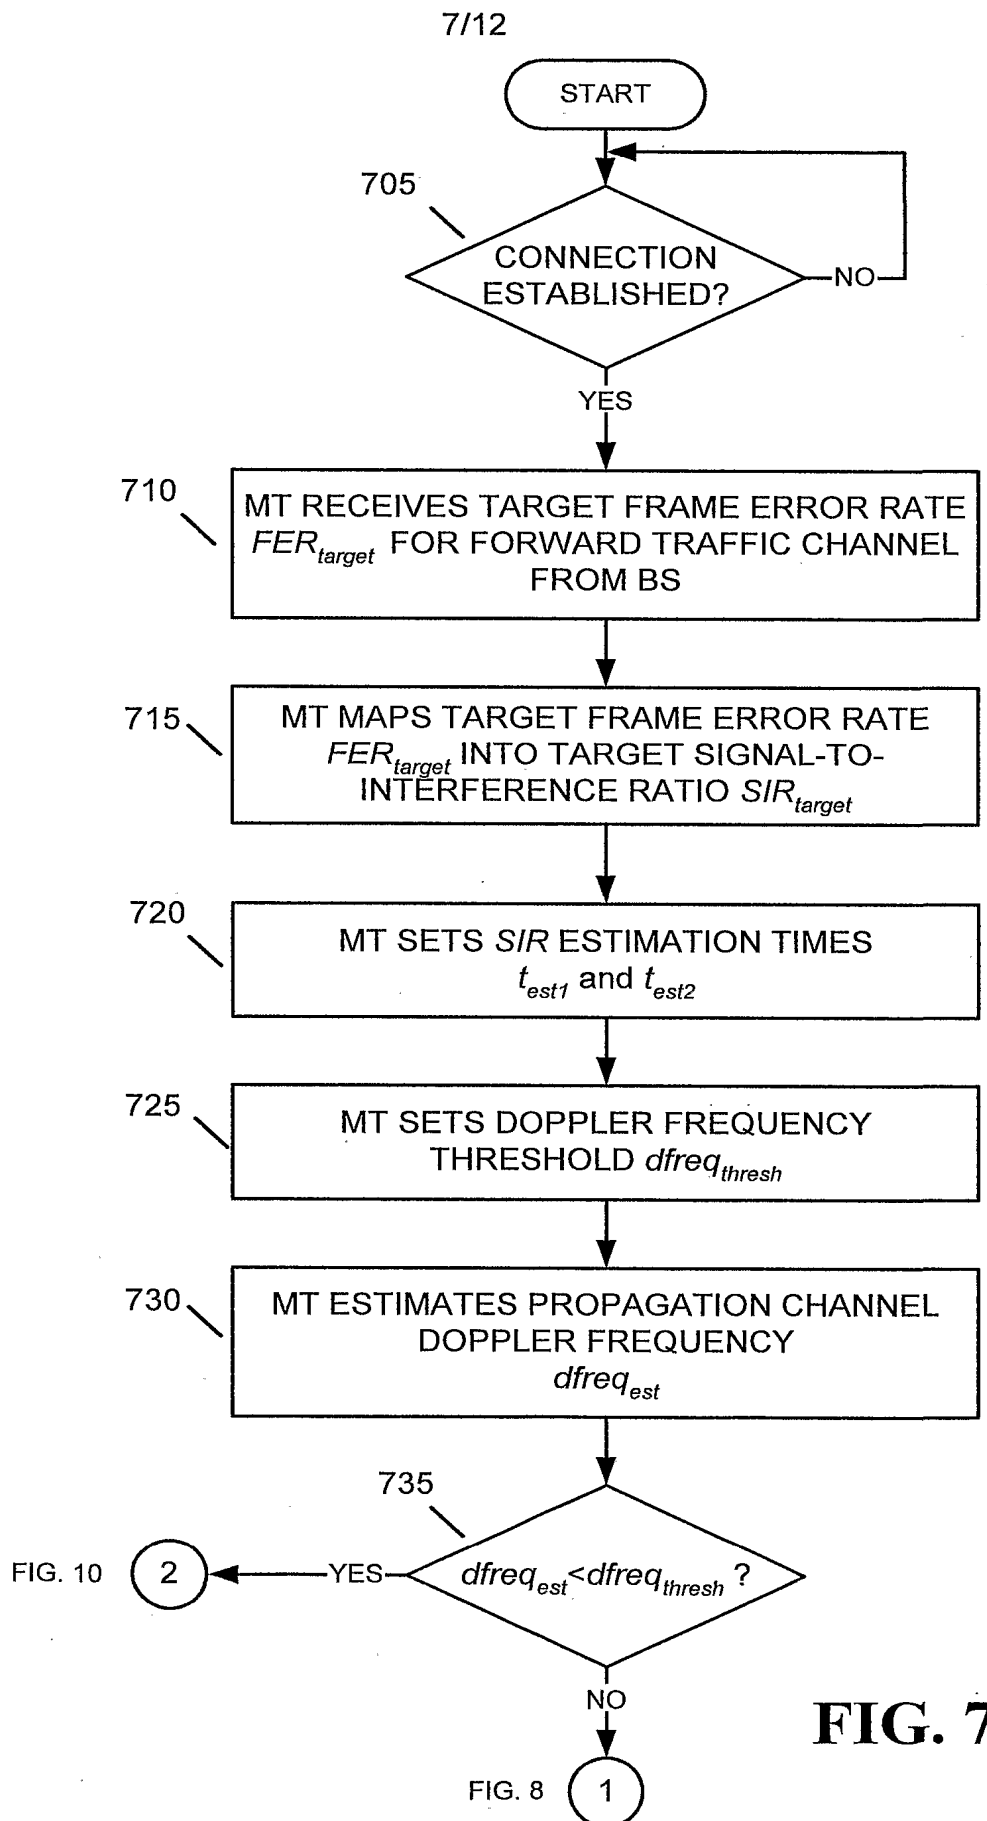 7/12
START
705
CONNECTION
ESTABLISHED?
NO
YES
710
MT RECEIVES TARGET FRAME ERROR RATE
FERtarget FOR FORWARD TRAFFIC CHANNEL
FROM BS
715
MT MAPS TARGET FRAME ERROR RATE
FERtarget INTO TARGET SIGNAL-TO-
INTERFERENCE RATIO SIRtarget
720
MT SETS SIR ESTIMATION TIMES
test1 and test2
725
MT SETS DOPPLER FREQUENCY
THRESHOLD dfreqthresh
730
MT ESTIMATES PROPAGATION CHANNEL
DOPPLER FREQUENCY
dfreqest
735
FIG. 10 2 YES dfreqest<dfreqthresh ?
NO
FIG. 7
FIG. 8 1